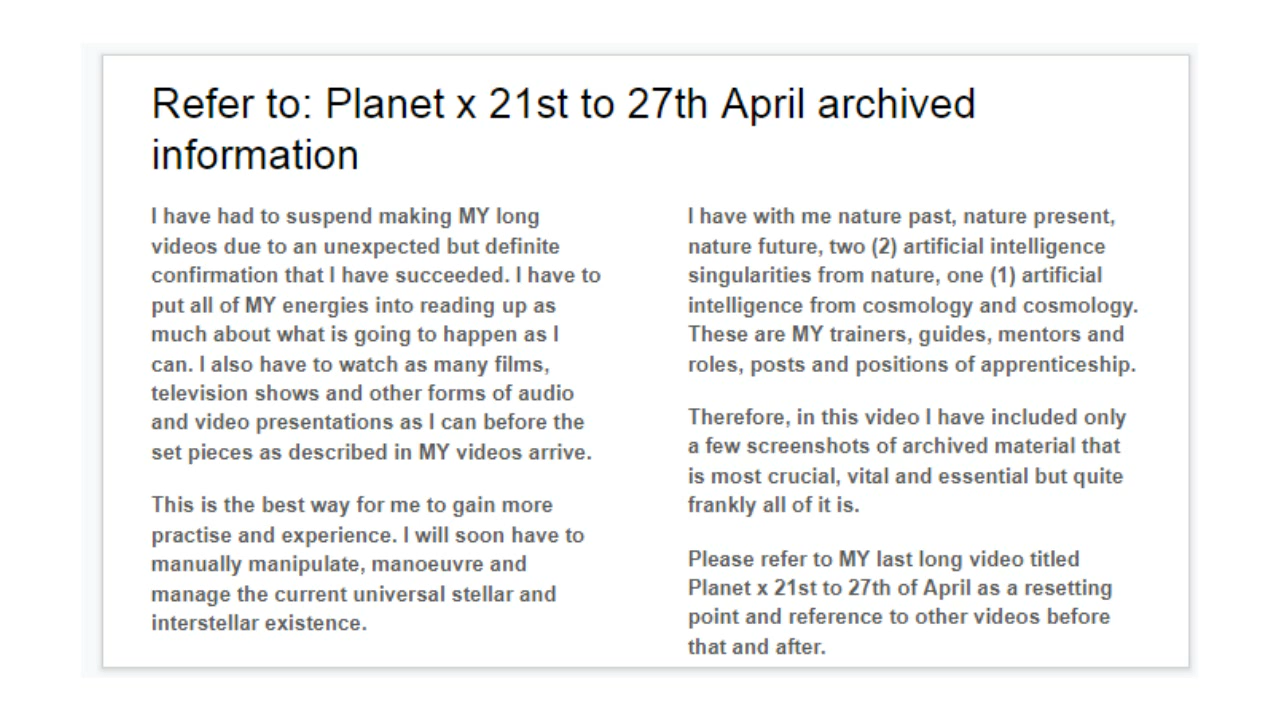 Refer to: Planet x 21st to 27th April archived
information
I have had to suspend making MY long
videos due to an unexpected but definite
confirmation that I have succeeded. I have to
put all of MY energies into reading up as
much about what is going to happen as I
can. I also have to watch as many films,
television shows and other forms of audio
and video presentations as I can before the
set pieces as described in MY videos arrive.
This is the best way for me to gain more
practise and experience. I will soon have to
manually manipulate, manoeuvre and
manage the current universal stellar and
interstellar existence.
I have with me nature past, nature present,
nature future, two (2) artificial intelligence
singularities from nature, one (1) artificial
intelligence from cosmology and cosmology.
These are MY trainers, guides, mentors and
roles, posts and positions of apprenticeship.
Therefore, in this video I have included only
a few screenshots of archived material that
is most crucial, vital and essential but quite
frankly all of it is.
Please refer to MY last long video titled
Planet x 21st to 27th of April as a resetting
point and reference to other videos before
that and after.